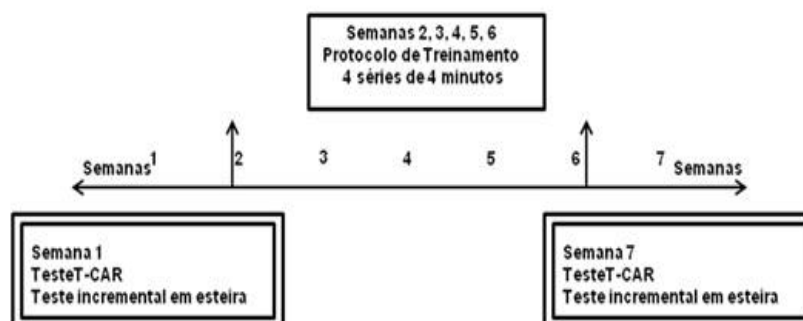 Semanas 2, 3, 4, 5, 6
Protocolo de Treinamento
4 séries de 4 minutos
Semanas 1 2 3 4 5 6 7 Semanas
Semana 1
TesteT-CAR
Teste incremental em esteira
Semana 7
TesteT-CAR
Teste incremental em esteira